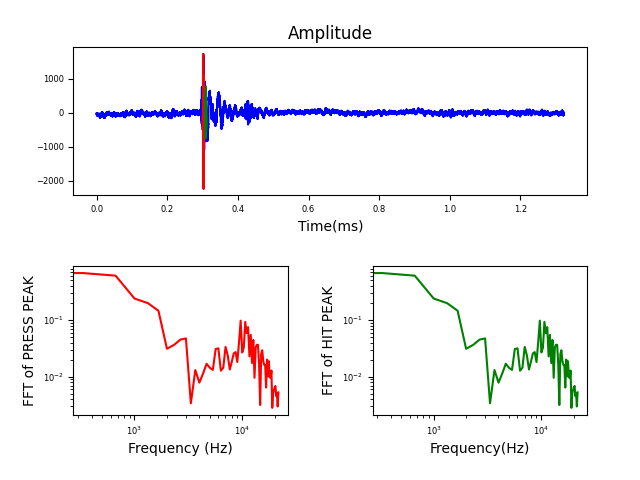 Amplitude
1000
0
−1000
−2000
0.0 0.2 0.4 0.6 0.8 1.0 1.2
Time(ms)
FFT of PRESS PEAK
10⁻¹
10⁻²
10³ 10⁴
Frequency (Hz)
FFT of HIT PEAK
10⁻¹
10⁻²
10³ 10⁴
Frequency(Hz)